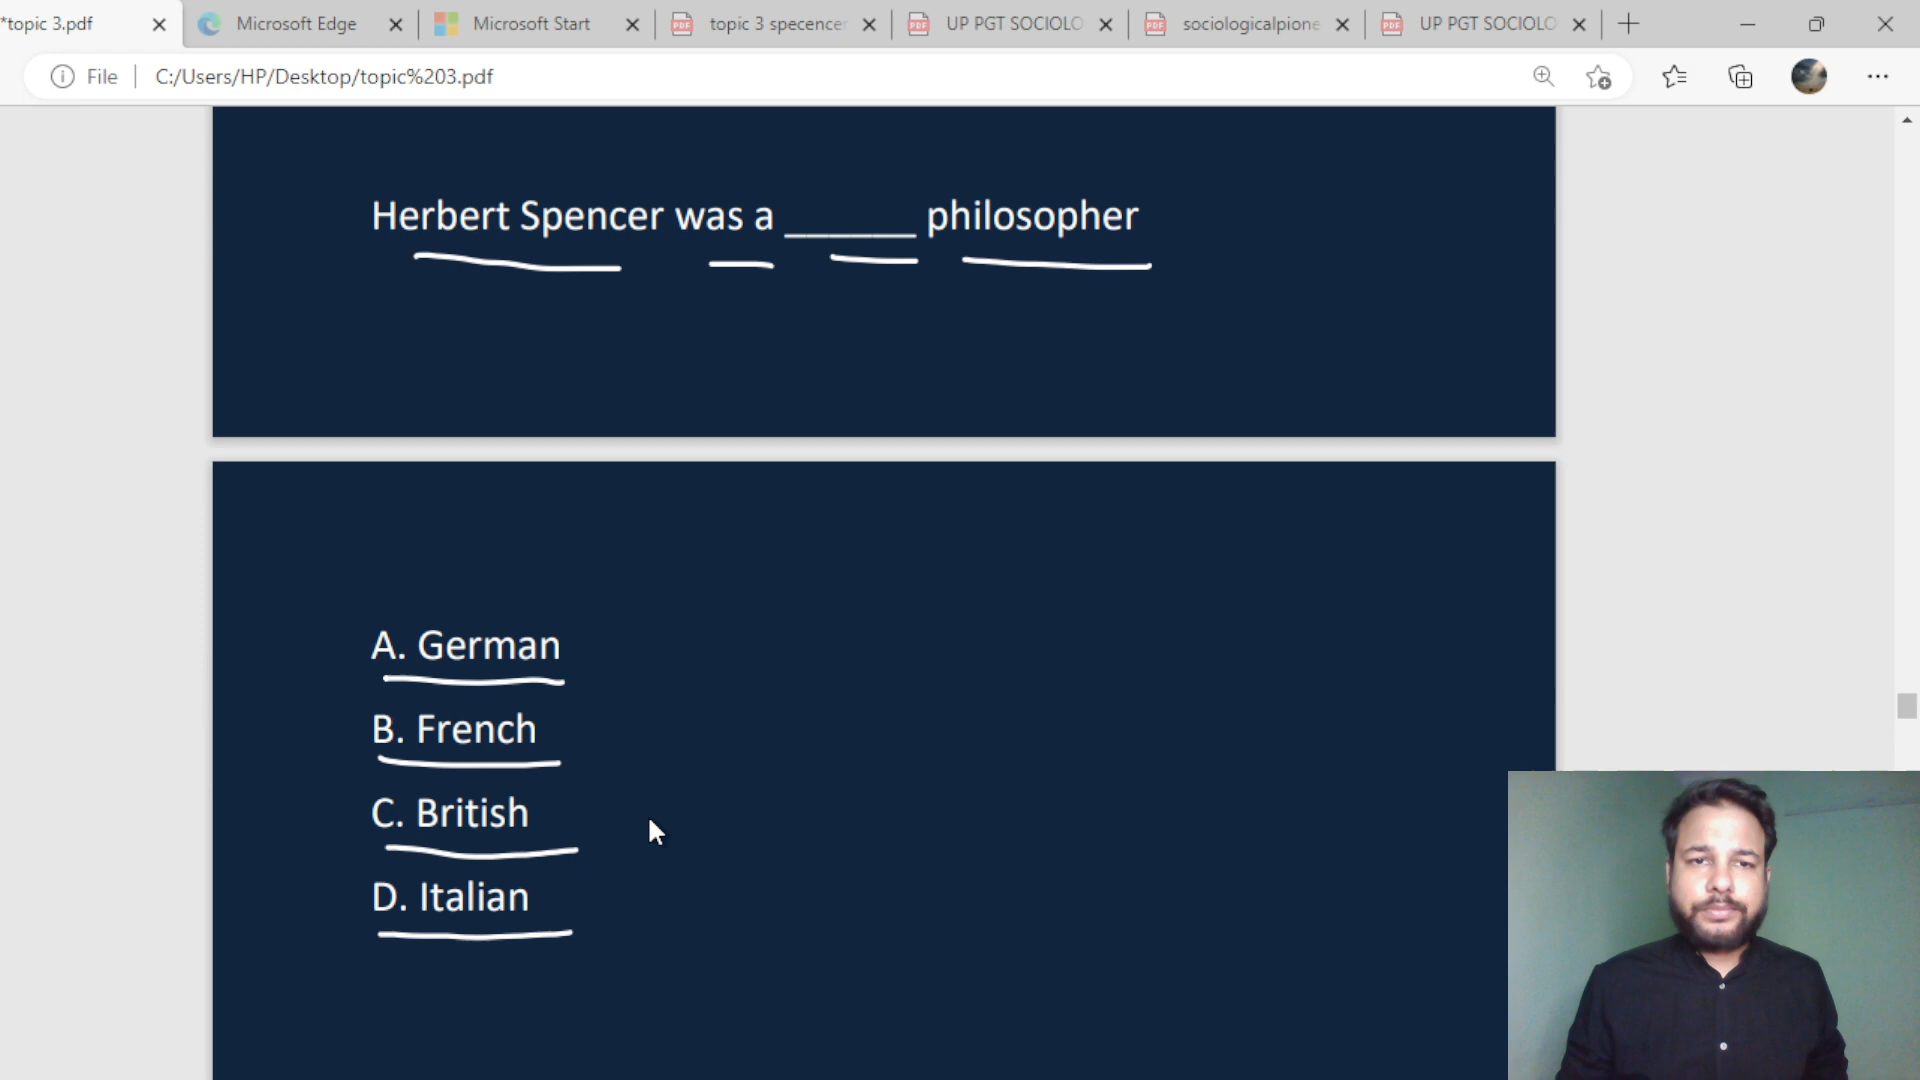 *topic 3.pdf
Microsoft Edge
Microsoft Start
topic 3 specencer
UP PGT SOCIOLO
sociologicalpione
UP PGT SOCIOLO
File
C:/Users/HP/Desktop/topic%203.pdf
Herbert Spencer was a ______ philosopher
A. German
B. French
C. British
D. Italian